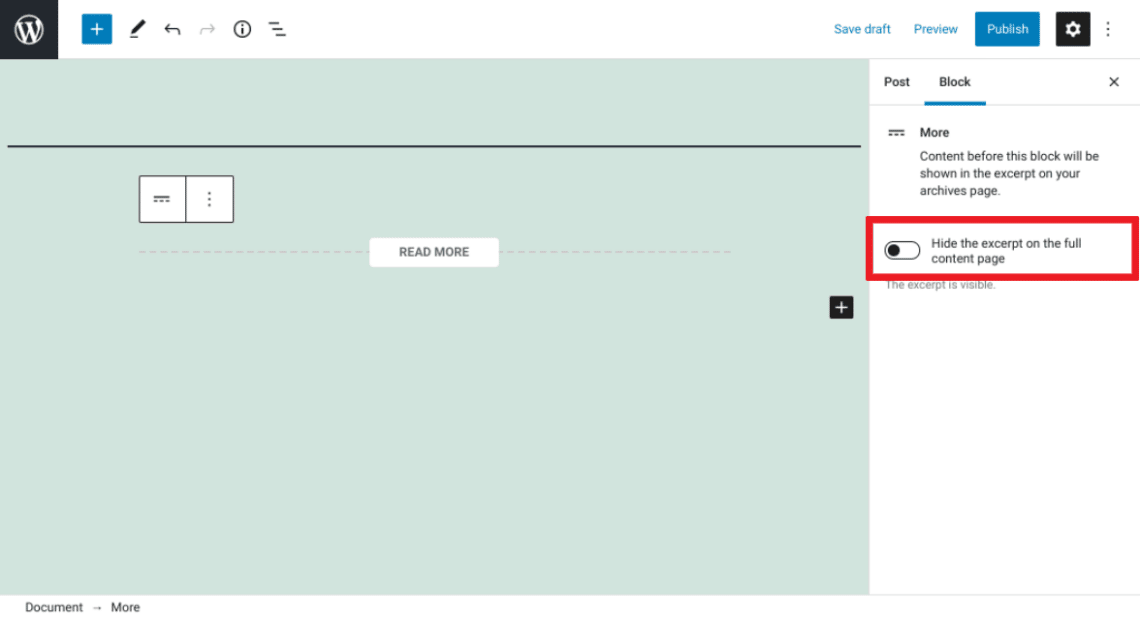 Save draft Preview Publish
Post Block
More
Content before this block will be
shown in the excerpt on your
archives page.
READ MORE
Hide the excerpt on the full
content page
The excerpt is visible.
Document → More